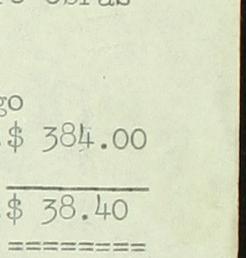 go
.$ 384.00
.$ 38.40
========